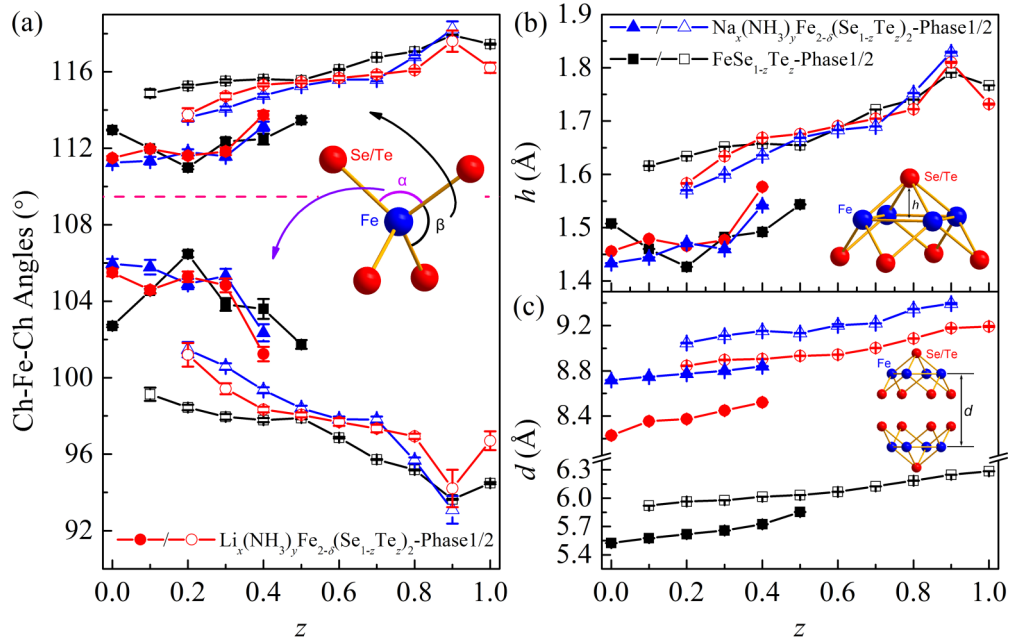 (a)
Ch-Fe-Ch Angles (°)
116
112
108
104
100
96
92
0.0 0.2 0.4 0.6 0.8 1.0
z
Se/Te
α
Fe
β
Liₓ(NH₃)ᵧFe₂₋δ(Se₁₋zTez)₂-Phase1/2
(b)
h (Å)
1.9
1.8
1.7
1.6
1.5
1.4
Naₓ(NH₃)ᵧFe₂₋δ(Se₁₋zTez)₂-Phase1/2
FeSe₁₋zTez-Phase1/2
Se/Te
Fe
h
(c)
d (Å)
9.2
8.8
8.4
6.3
6.0
5.7
5.4
Se/Te
Fe
d
0.0 0.2 0.4 0.6 0.8 1.0
z